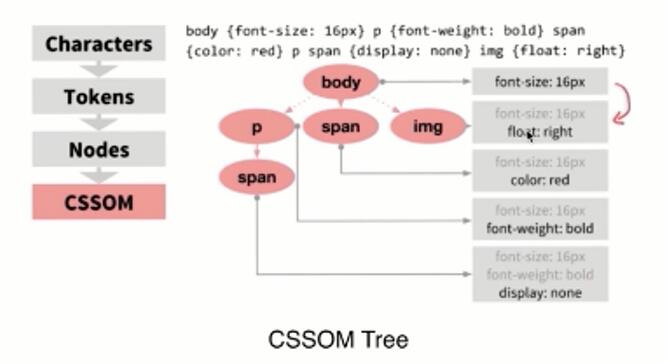 body {font-size: 16px} p {font-weight: bold} span
{color: red} p span {display: none} img {float: right}
Characters
Tokens
Nodes
CSSOM
body
p
span
img
span
font-size: 16px
font-size: 16px
float: right
font-size: 16px
color: red
font-size: 16px
font-weight: bold
font-size: 16px
font-weight: bold
display: none
CSSOM Tree